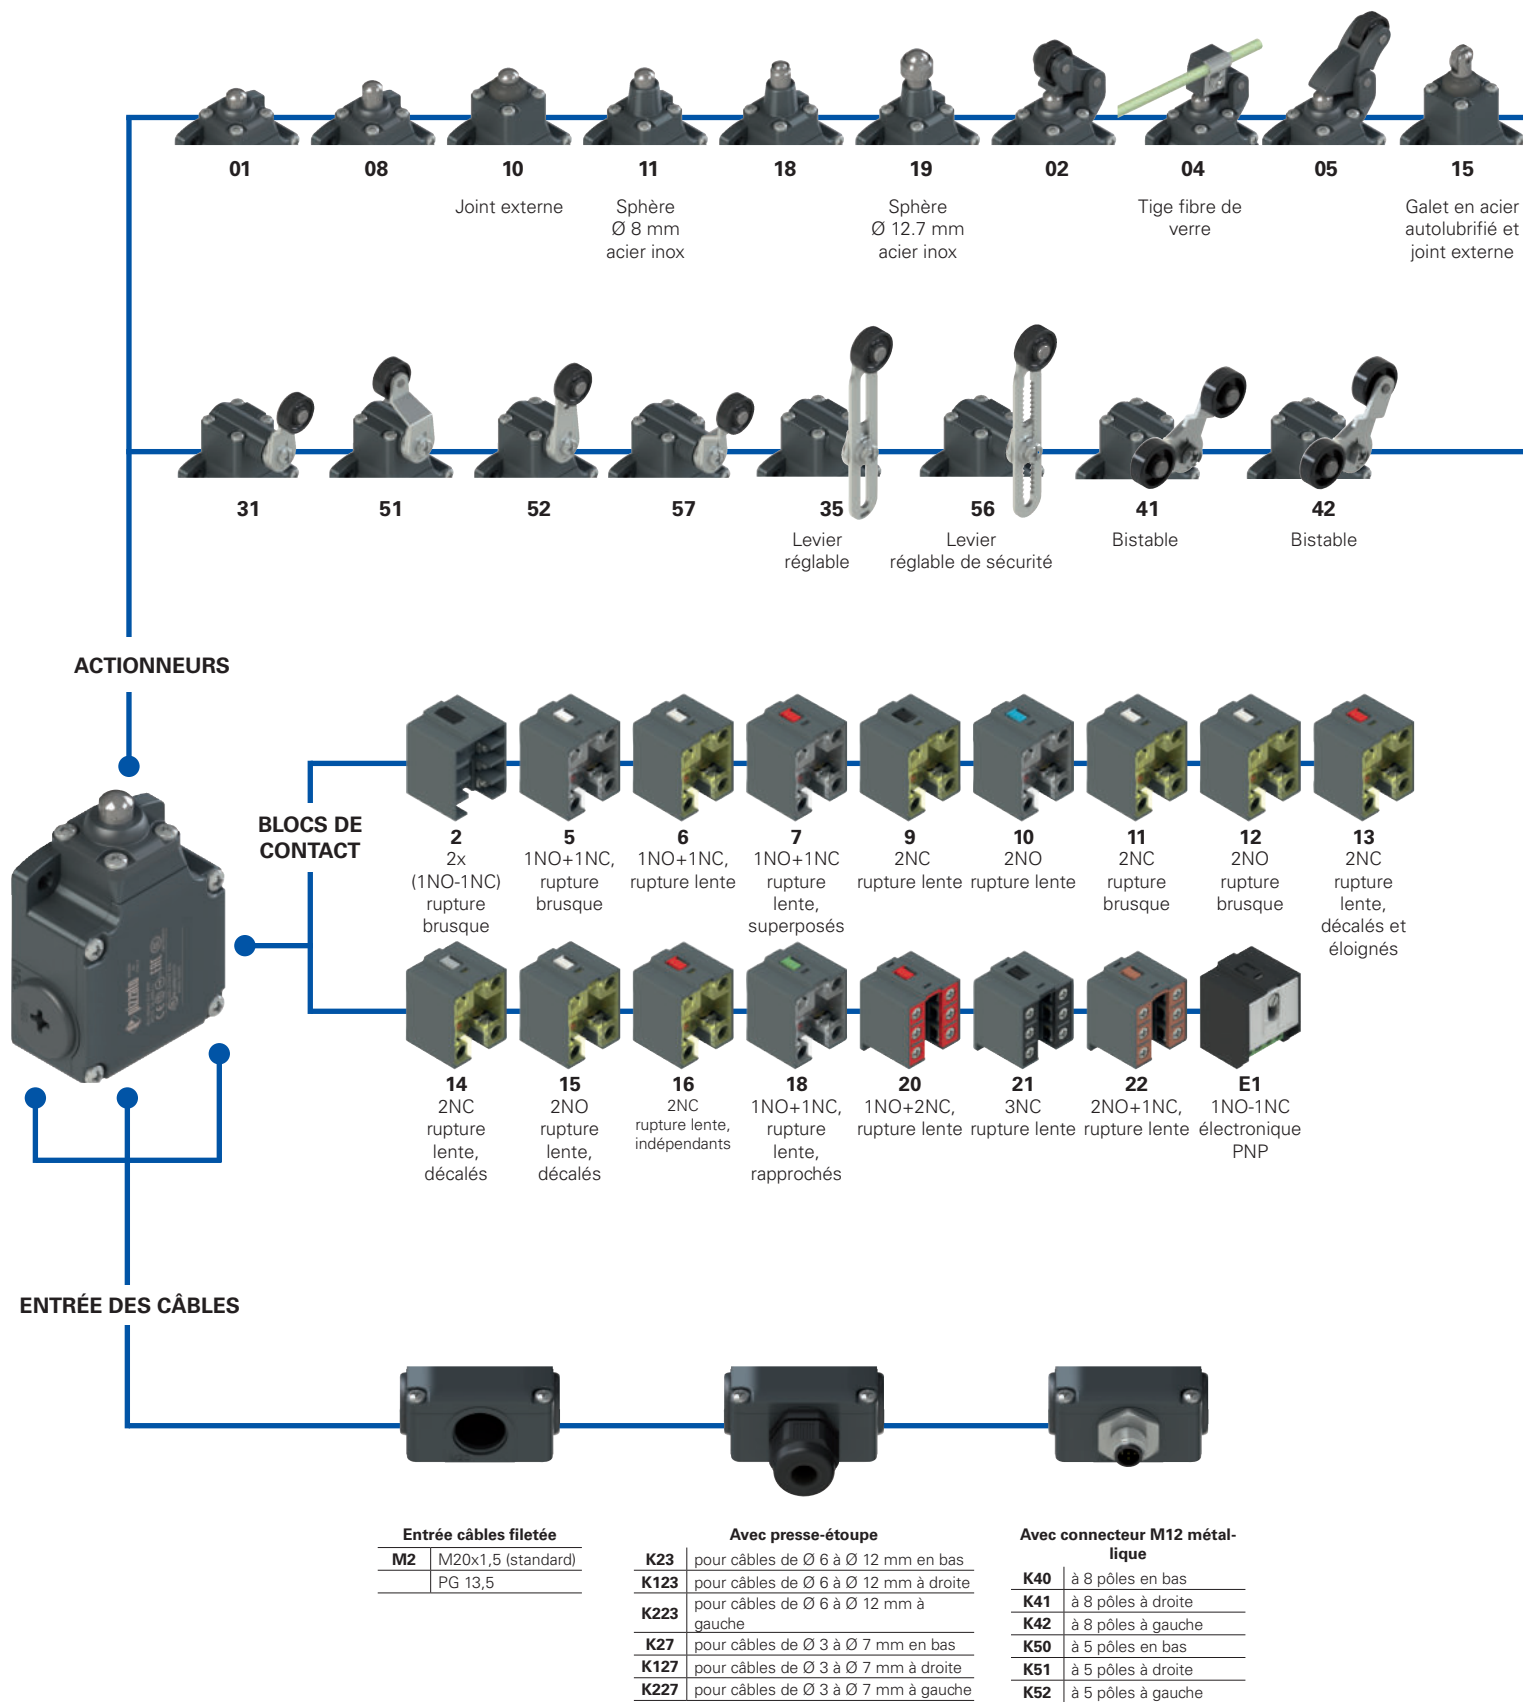 01 08 10 11 18 19 02 04 05 15
Joint externe
Sphère
Ø 8 mm
acier inox
Sphère
Ø 12.7 mm
acier inox
Tige fibre de
verre
Galet en acier
autolubrifié et
joint externe
31 51 52 57 35 56 41 42
Levier
réglable
Levier
réglable de sécurité
Bistable
Bistable
ACTIONNEURS
BLOCS DE
CONTACT
2
2x
(1NO-1NC)
rupture
brusque
5
1NO+1NC,
rupture
brusque
6
1NO+1NC,
rupture lente
7
1NO+1NC
rupture
lente,
superposés
9
2NC
rupture lente
10
2NO
rupture lente
11
2NC
rupture
brusque
12
2NO
rupture
brusque
13
2NC
rupture
lente,
décalés et
éloignés
pizzato
14
2NC
rupture
lente,
décalés
15
2NO
rupture
lente,
décalés
16
2NC
rupture lente,
indépendants
18
1NO+1NC,
rupture
lente,
rapprochés
20
1NO+2NC,
rupture lente
21
3NC
rupture lente
22
2NO+1NC,
rupture lente
E1
1NO-1NC
électronique
PNP
ENTRÉE DES CÂBLES
Entrée câbles filetée
M2 M20x1,5 (standard)
PG 13,5
Avec presse-étoupe
K23 pour câbles de Ø 6 à Ø 12 mm en bas
K123 pour câbles de Ø 6 à Ø 12 mm à droite
K223 pour câbles de Ø 6 à Ø 12 mm à
gauche
K27 pour câbles de Ø 3 à Ø 7 mm en bas
K127 pour câbles de Ø 3 à Ø 7 mm à droite
K227 pour câbles de Ø 3 à Ø 7 mm à gauche
Avec connecteur M12 métal-
lique
K40 à 8 pôles en bas
K41 à 8 pôles à droite
K42 à 8 pôles à gauche
K50 à 5 pôles en bas
K51 à 5 pôles à droite
K52 à 5 pôles à gauche